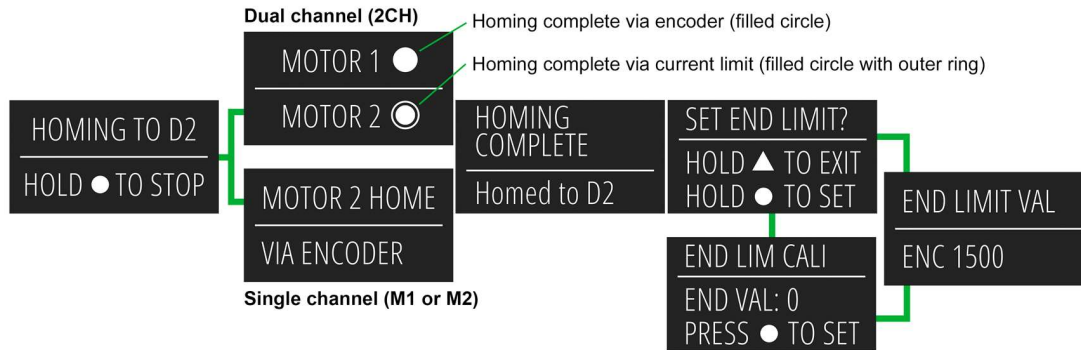 Dual channel (2CH)
Homing complete via encoder (filled circle)
MOTOR 1
Homing complete via current limit (filled circle with outer ring)
MOTOR 2
HOMING TO D2
HOLD ● TO STOP
MOTOR 2 HOME
VIA ENCODER
Single channel (M1 or M2)
HOMING
COMPLETE
Homed to D2
SET END LIMIT?
HOLD ▲ TO EXIT
HOLD ● TO SET
END LIM CALI
END VAL: 0
PRESS ● TO SET
END LIMIT VAL
ENC 1500